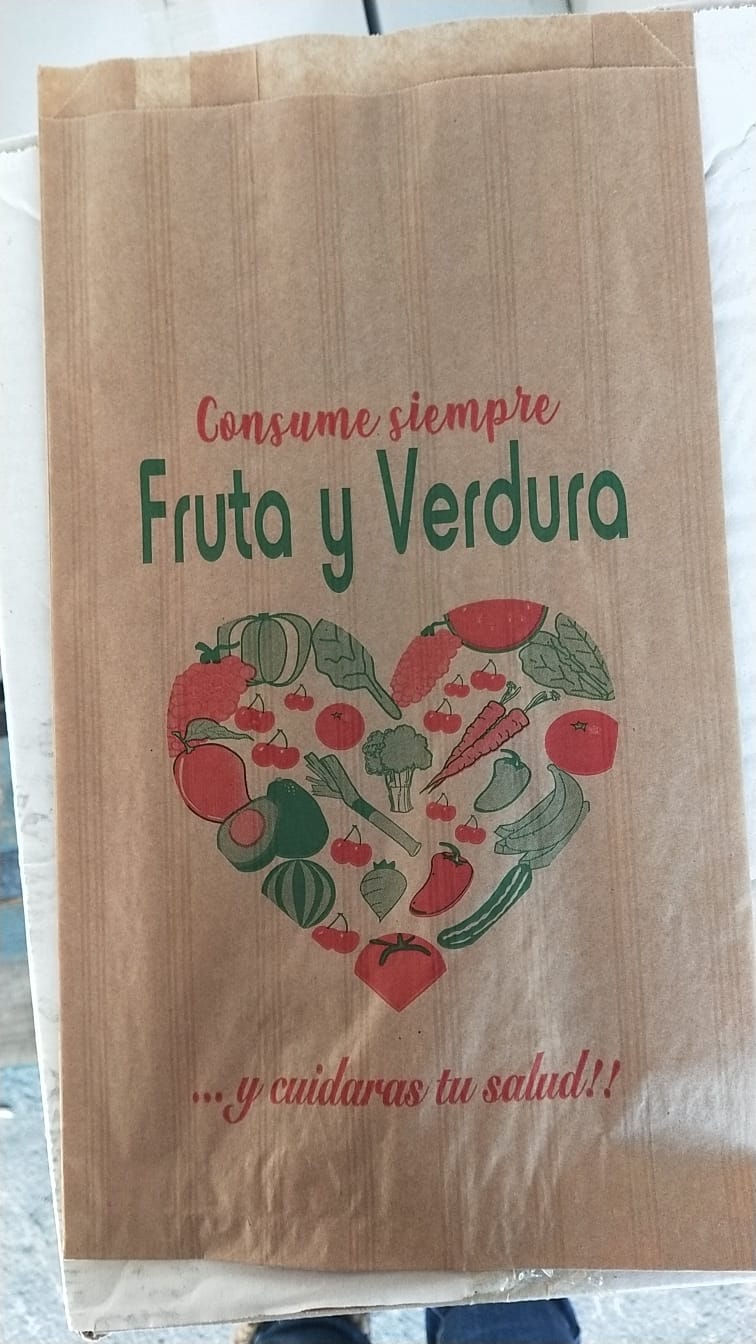 Consume siempre
Fruta y Verdura
... y cuidaras tu salud!!